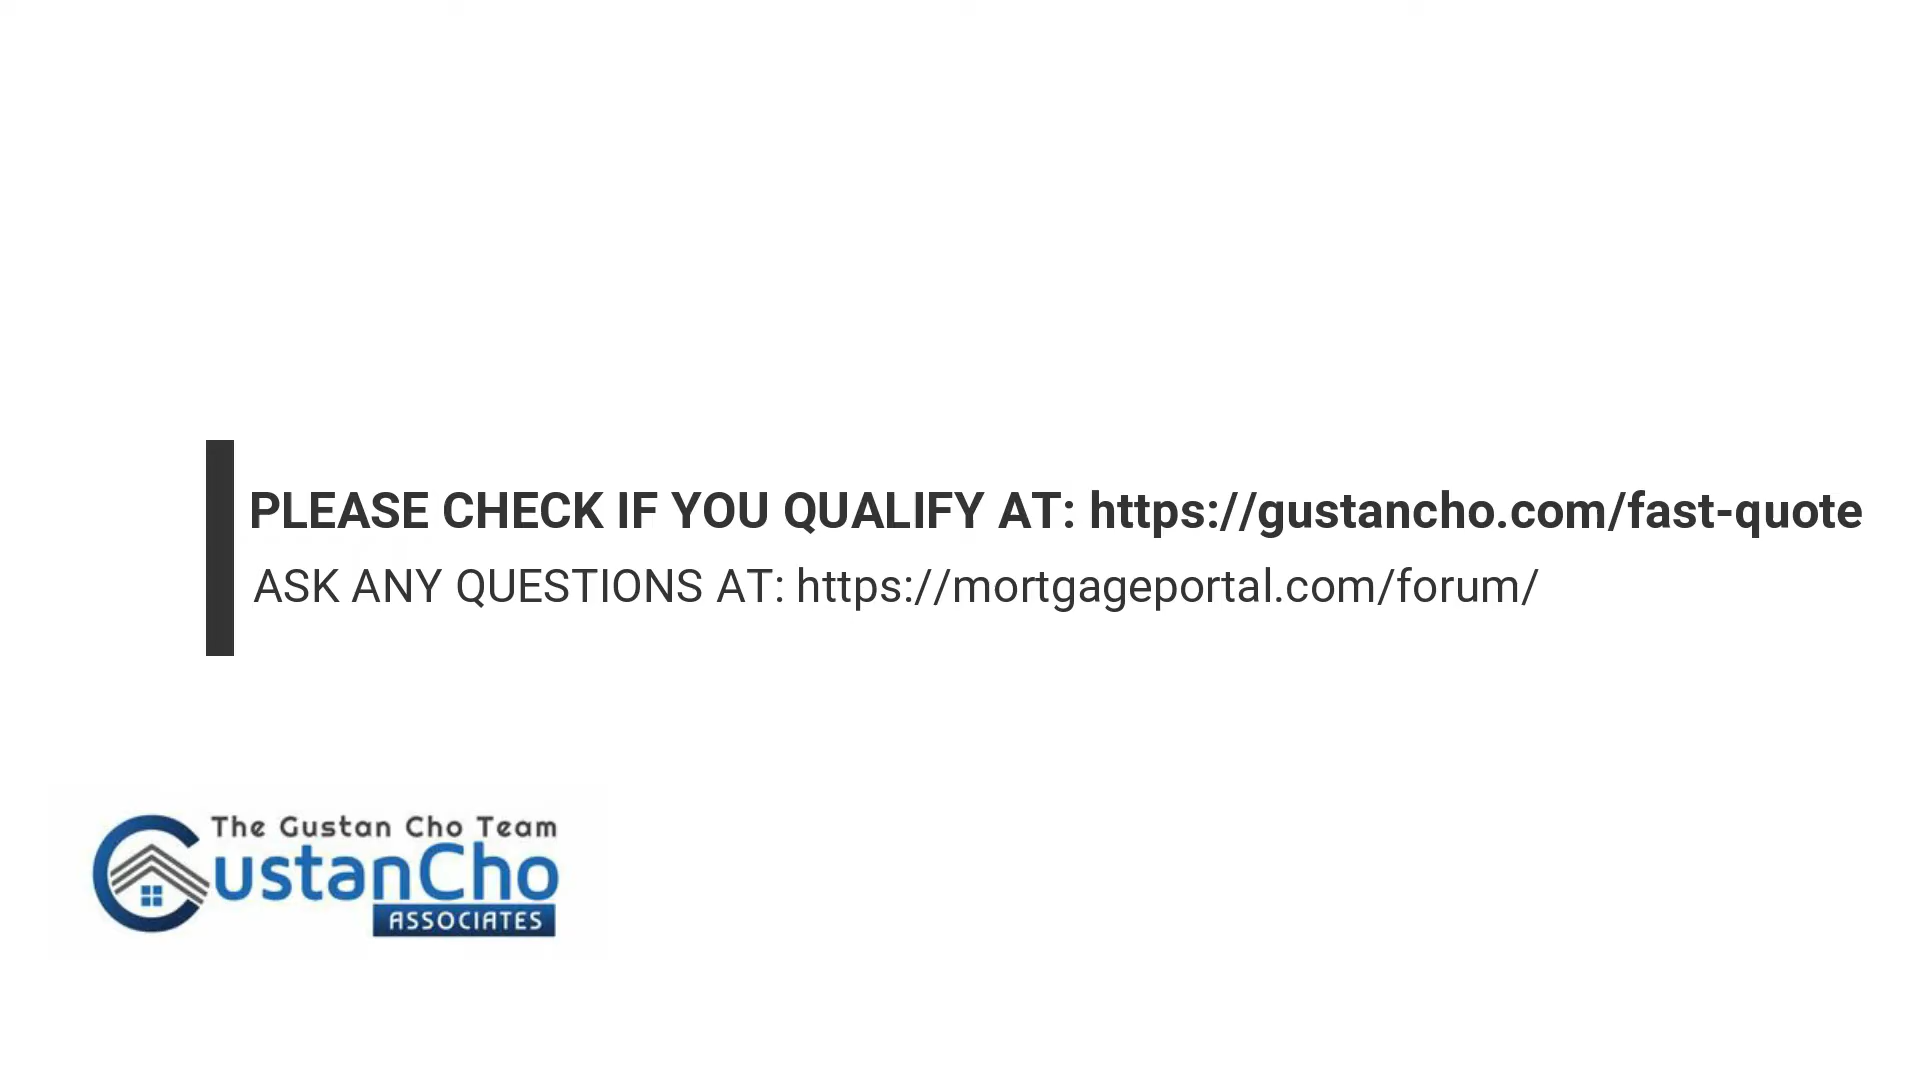 PLEASE CHECK IF YOU QUALIFY AT: https://gustancho.com/fast-quote
ASK ANY QUESTIONS AT: https://mortgageportal.com/forum/
The Gustan Cho Team
GustanCho
ASSOCIATES